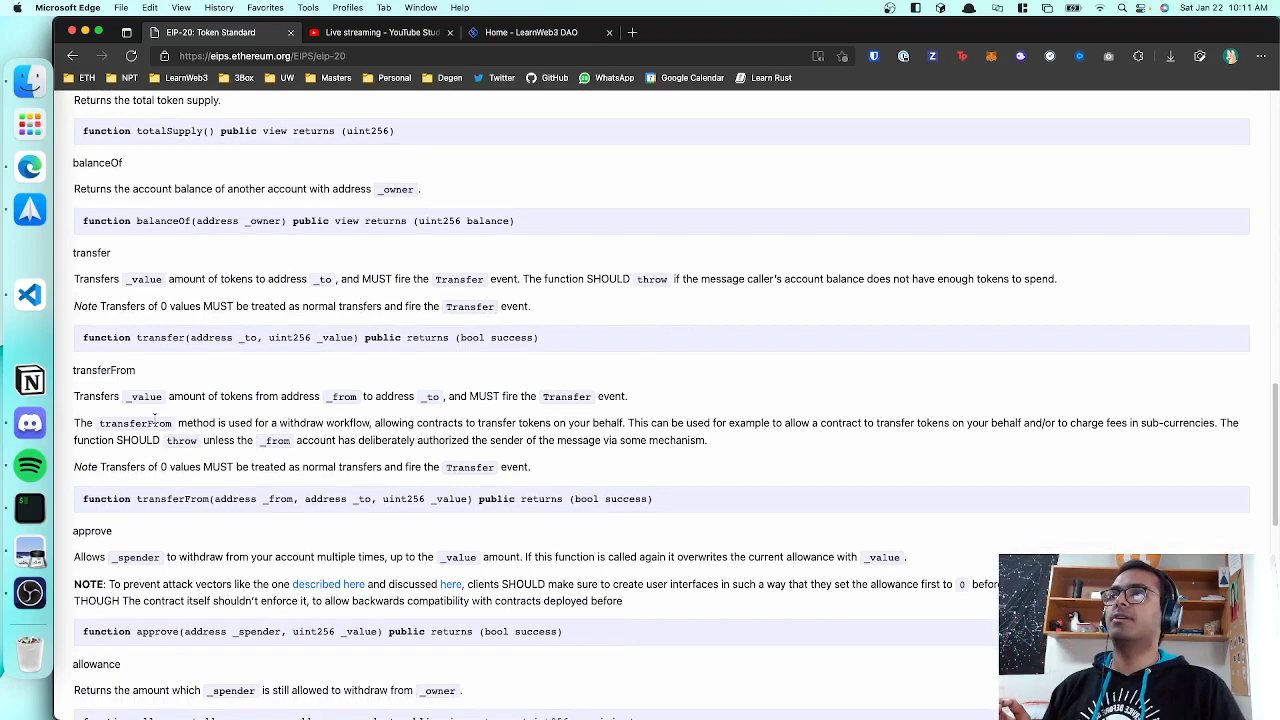 Microsoft Edge File Edit View History Favorites Tools Profiles Tab Window Help Sat Jan 22 10:11 AM
EIP-20: Token Standard Live streaming - YouTube Stud Home - LearnWeb3 DAO
https://eips.ethereum.org/EIPS/eip-20
ETH NPT LearnWeb3 3Box UW Masters Personal Degen Twitter GitHub WhatsApp Google Calendar Learn Rust
Returns the total token supply.
function totalSupply() public view returns (uint256)
balanceOf
Returns the account balance of another account with address _owner.
function balanceOf(address _owner) public view returns (uint256 balance)
transfer
Transfers _value amount of tokens to address _to, and MUST fire the Transfer event. The function SHOULD throw if the message caller's account balance does not have enough tokens to spend.
Note Transfers of 0 values MUST be treated as normal transfers and fire the Transfer event.
function transfer(address _to, uint256 _value) public returns (bool success)
transferFrom
Transfers _value amount of tokens from address _from to address _to, and MUST fire the Transfer event.
The transferFrom method is used for a withdraw workflow, allowing contracts to transfer tokens on your behalf. This can be used for example to allow a contract to transfer tokens on your behalf and/or to charge fees in sub-currencies. The
function SHOULD throw unless the _from account has deliberately authorized the sender of the message via some mechanism.
Note Transfers of 0 values MUST be treated as normal transfers and fire the Transfer event.
function transferFrom(address _from, address _to, uint256 _value) public returns (bool success)
approve
Allows _spender to withdraw from your account multiple times, up to the _value amount. If this function is called again it overwrites the current allowance with _value.
NOTE: To prevent attack vectors like the one described here and discussed here, clients SHOULD make sure to create user interfaces in such a way that they set the allowance first to 0 befor
THOUGH The contract itself shouldn't enforce it, to allow backwards compatibility with contracts deployed before
function approve(address _spender, uint256 _value) public returns (bool success)
allowance
Returns the amount which _spender is still allowed to withdraw from _owner.